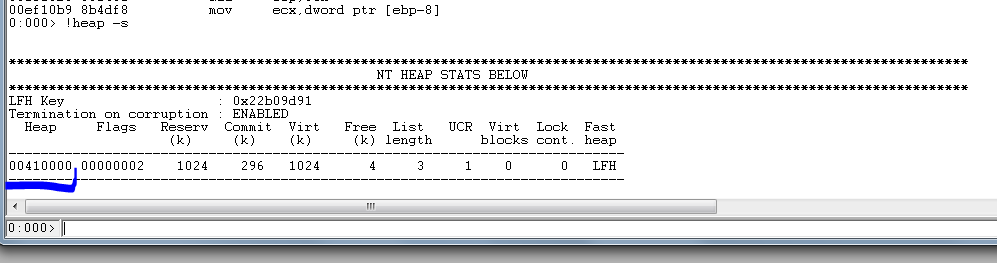 00ef10b9 8b4df8 mov ecx,dword ptr [ebp-8]
0:000> !heap -s
************************************************************************************************************************
NT HEAP STATS BELOW
************************************************************************************************************************
LFH Key : 0x22b09d91
Termination on corruption : ENABLED
Heap Flags Reserv Commit Virt Free List UCR Virt Lock Fast
(k) (k) (k) (k) length blocks cont. heap
-----------------------------------------------------------------------------
00410000 00000002 1024 296 1024 4 3 1 0 0 LFH
-----------------------------------------------------------------------------
0:000>